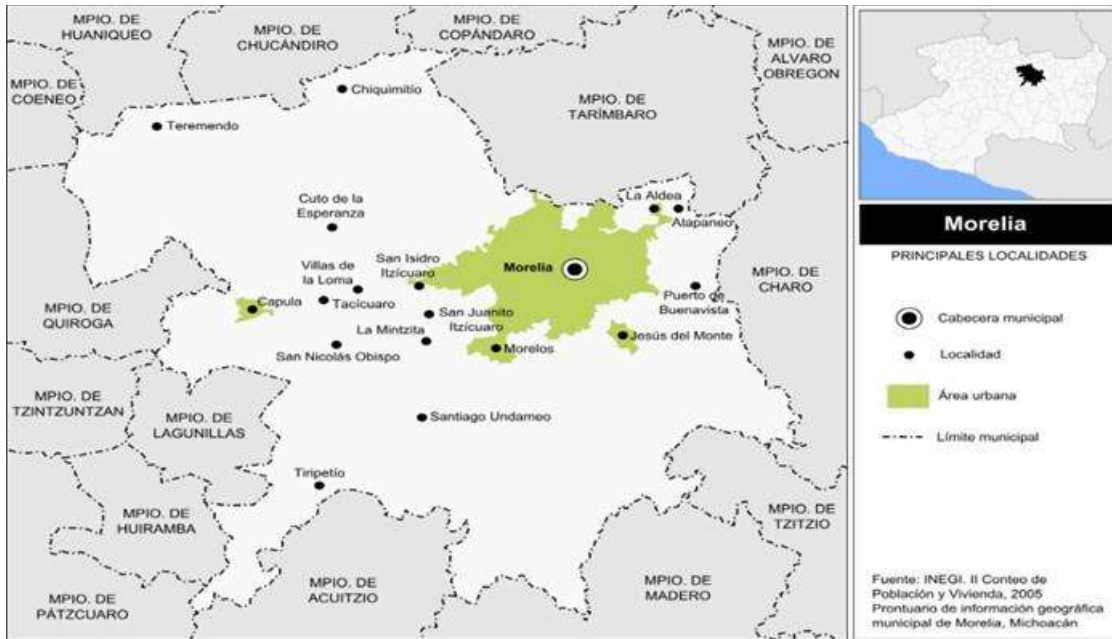 MPIO. DE
HUANIQUEO
MPIO. DE
CHUCÁNDIRO
MPIO. DE
COPÁNDARO
MPIO. DE
ALVARO
OBREGON
MPIO. DE
COENEO
MPIO. DE
TARÍMBARO
Chiquimitío
Teremendo
Cuto de la
Esperanza
La Aldea
Atapaneo
Villas de
la Loma
San Isidro
Itzícuaro
Morelia
MPIO. DE
CHARO
MPIO. DE
QUIROGA
Capula
Tacícuaro
San Juanito
Itzícuaro
Puerto de
Buenavista
La Mintzita
Jesús del Monte
San Nicolás Obispo
Morelos
MPIO. DE
TZINTZUNTZAN
MPIO. DE
LAGUNILLAS
Santiago Undameo
Tiripetío
MPIO. DE
HUIRAMBA
MPIO. DE
TZITZIO
MPIO. DE
PÁTZCUARO
MPIO. DE
ACUITZIO
MPIO. DE
MADERO
Morelia
PRINCIPALES LOCALIDADES
Cabecera municipal
Localidad
Área urbana
Límite municipal
Fuente: INEGI. II Conteo de
Población y Vivienda, 2005
Prontuario de información geográfica
municipal de Morelia, Michoacán